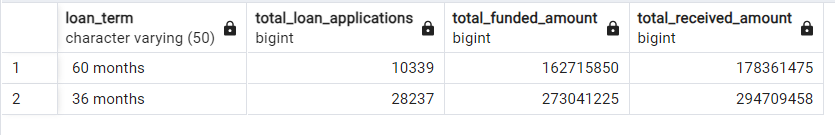 loan_term total_loan_applications total_funded_amount total_received_amount
character varying (50) bigint bigint bigint
1 60 months 10339 162715850 178361475
2 36 months 28237 273041225 294709458